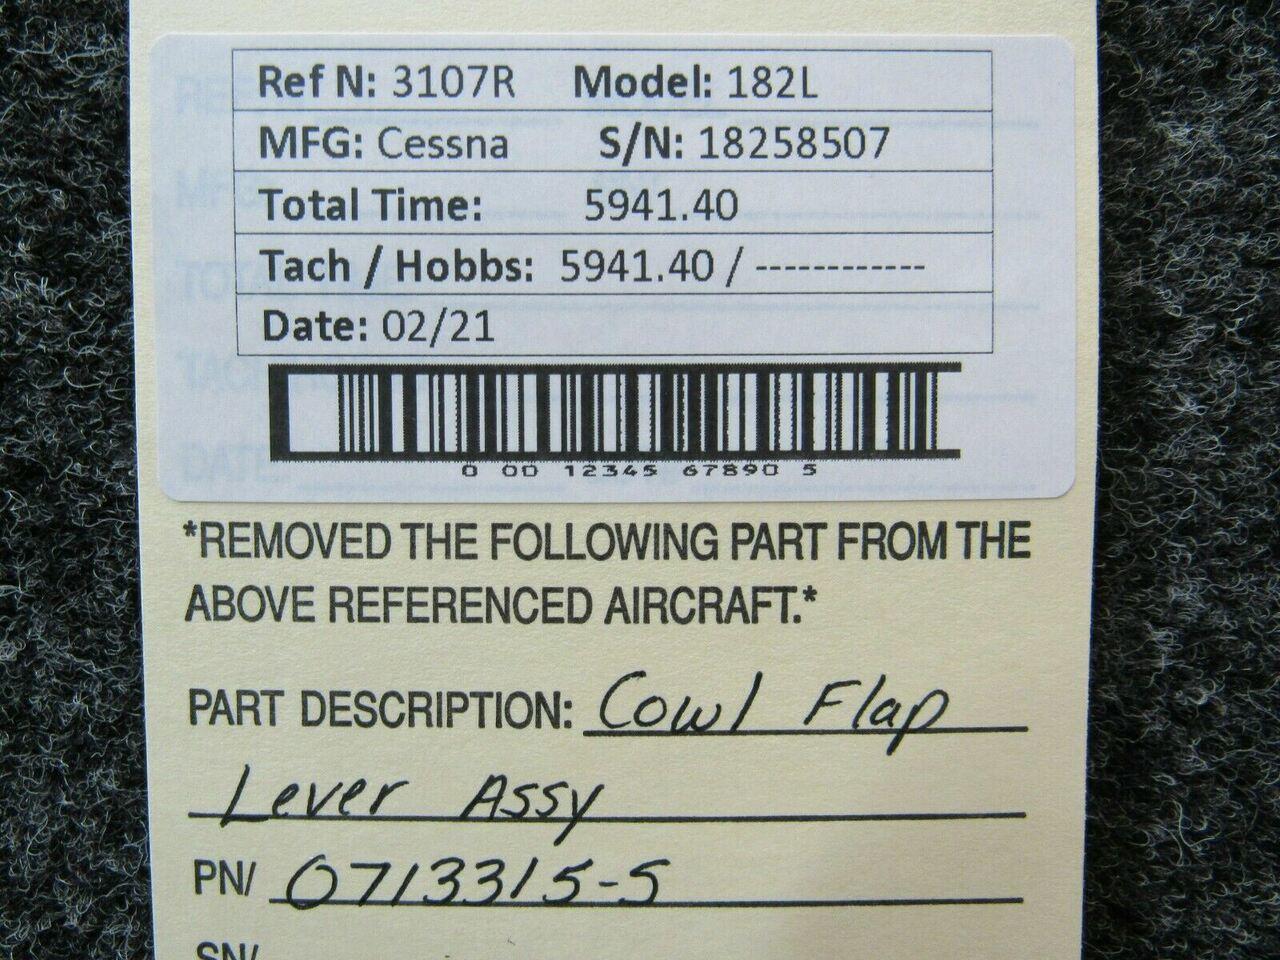 Ref N: 3107R Model: 182L
MFG: Cessna S/N: 18258507
Total Time: 5941.40
Tach / Hobbs: 5941.40 / ------------
Date: 02/21
0 00 12345 67890 5
*REMOVED THE FOLLOWING PART FROM THE
ABOVE REFERENCED AIRCRAFT.*
PART DESCRIPTION: Cowl Flap
Lever Assy
PN/ 0713315-5
SN/